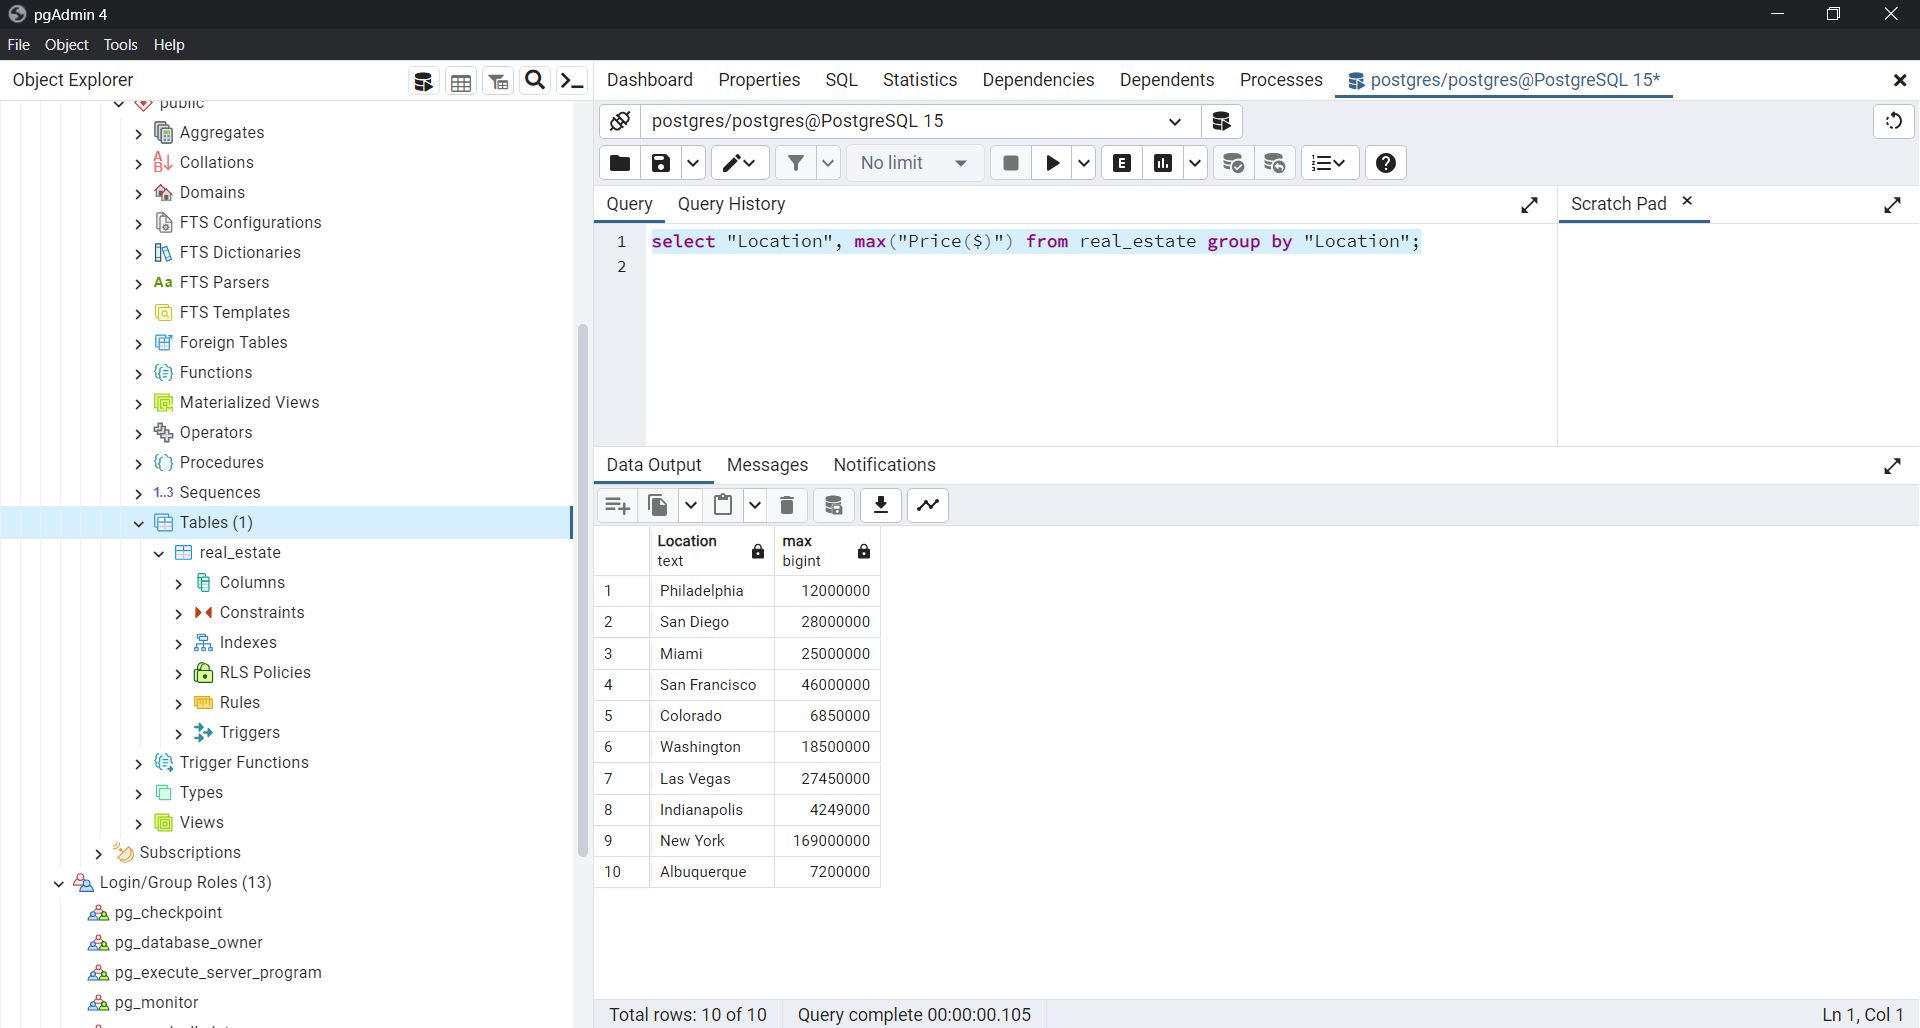 pgAdmin 4
File Object Tools Help
Object Explorer
Dashboard Properties SQL Statistics Dependencies Dependents Processes postgres/postgres@PostgreSQL 15*
public
Aggregates
Collations
Domains
FTS Configurations
FTS Dictionaries
Aa FTS Parsers
FTS Templates
Foreign Tables
Functions
Materialized Views
Operators
Procedures
1..3 Sequences
Tables (1)
real_estate
Columns
Constraints
Indexes
RLS Policies
Rules
Triggers
Trigger Functions
Types
Views
Subscriptions
Login/Group Roles (13)
pg_checkpoint
pg_database_owner
pg_execute_server_program
pg_monitor
postgres/postgres@PostgreSQL 15
No limit
E
Query Query History
Scratch Pad
1 select "Location", max("Price($)") from real_estate group by "Location";
2
Data Output Messages Notifications
Location max
text bigint
1 Philadelphia 12000000
2 San Diego 28000000
3 Miami 25000000
4 San Francisco 46000000
5 Colorado 6850000
6 Washington 18500000
7 Las Vegas 27450000
8 Indianapolis 4249000
9 New York 169000000
10 Albuquerque 7200000
Total rows: 10 of 10 Query complete 00:00:00.105 Ln 1, Col 1